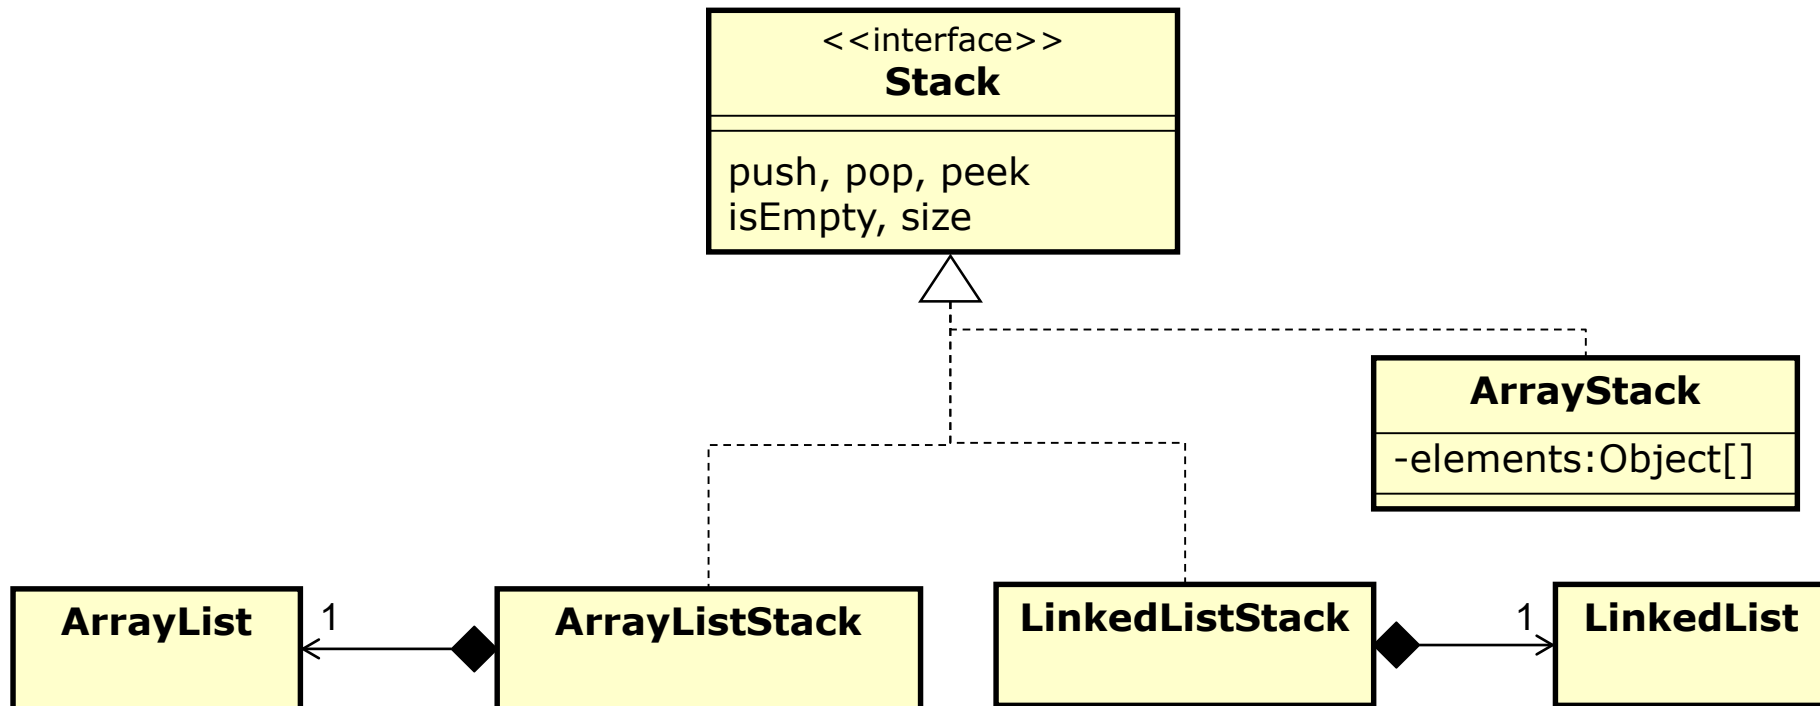 <<interface>>
Stack
push, pop, peek
isEmpty, size
ArrayStack
-elements:Object[]
ArrayList
1
ArrayListStack
LinkedListStack
1
LinkedList